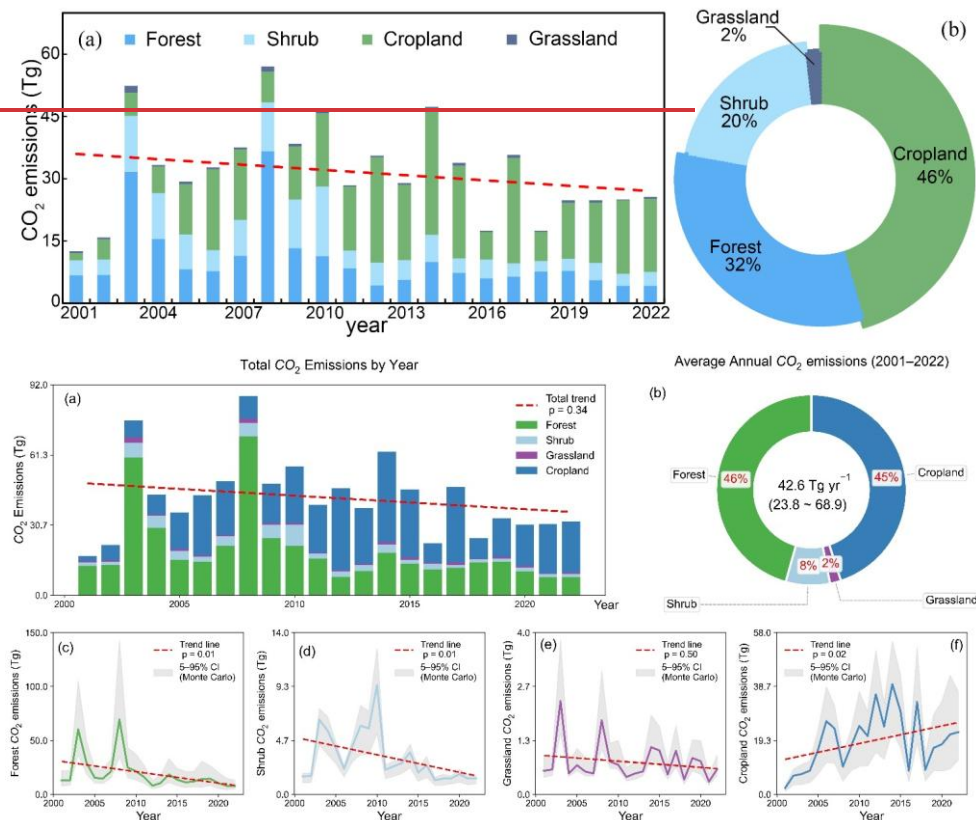 (a) Forest Shrub Cropland Grassland
CO2 emissions (Tg)
60
45
30
15
0
2001 2004 2007 2010 2013 2016 2019 2022
year
(b)
Grassland
2%
Shrub
20%
Cropland
46%
Forest
32%
Total CO2 Emissions by Year
(a)
CO2 Emissions (Tg)
92.0
61.3
30.7
0.0
2000 2005 2010 2015 2020 Year
Total trend
p = 0.34
Forest
Shrub
Grassland
Cropland
Average Annual CO2 emissions (2001–2022)
(b)
Forest
46%
45%
Cropland
42.6 Tg yr−1
(23.8 ~ 68.9)
8%
2%
Shrub
Grassland
(c)
Forest CO2 emissions (Tg)
150.0
100.0
50.0
0.0
Trend line
p = 0.01
5–95% CI
(Monte Carlo)
2000 2005 2010 2015 2020
Year
(d)
Shrub CO2 emissions (Tg)
14.0
9.3
4.7
0.0
Trend line
p = 0.01
5–95% CI
(Monte Carlo)
2000 2005 2010 2015 2020
Year
(e)
Grassland CO2 emissions (Tg)
4.0
2.7
1.3
0.0
Trend line
p = 0.50
5–95% CI
(Monte Carlo)
2000 2005 2010 2015 2020
Year
(f)
Cropland CO2 emissions (Tg)
58.0
38.7
19.3
0.0
Trend line
p = 0.02
5–95% CI
(Monte Carlo)
2000 2005 2010 2015 2020
Year